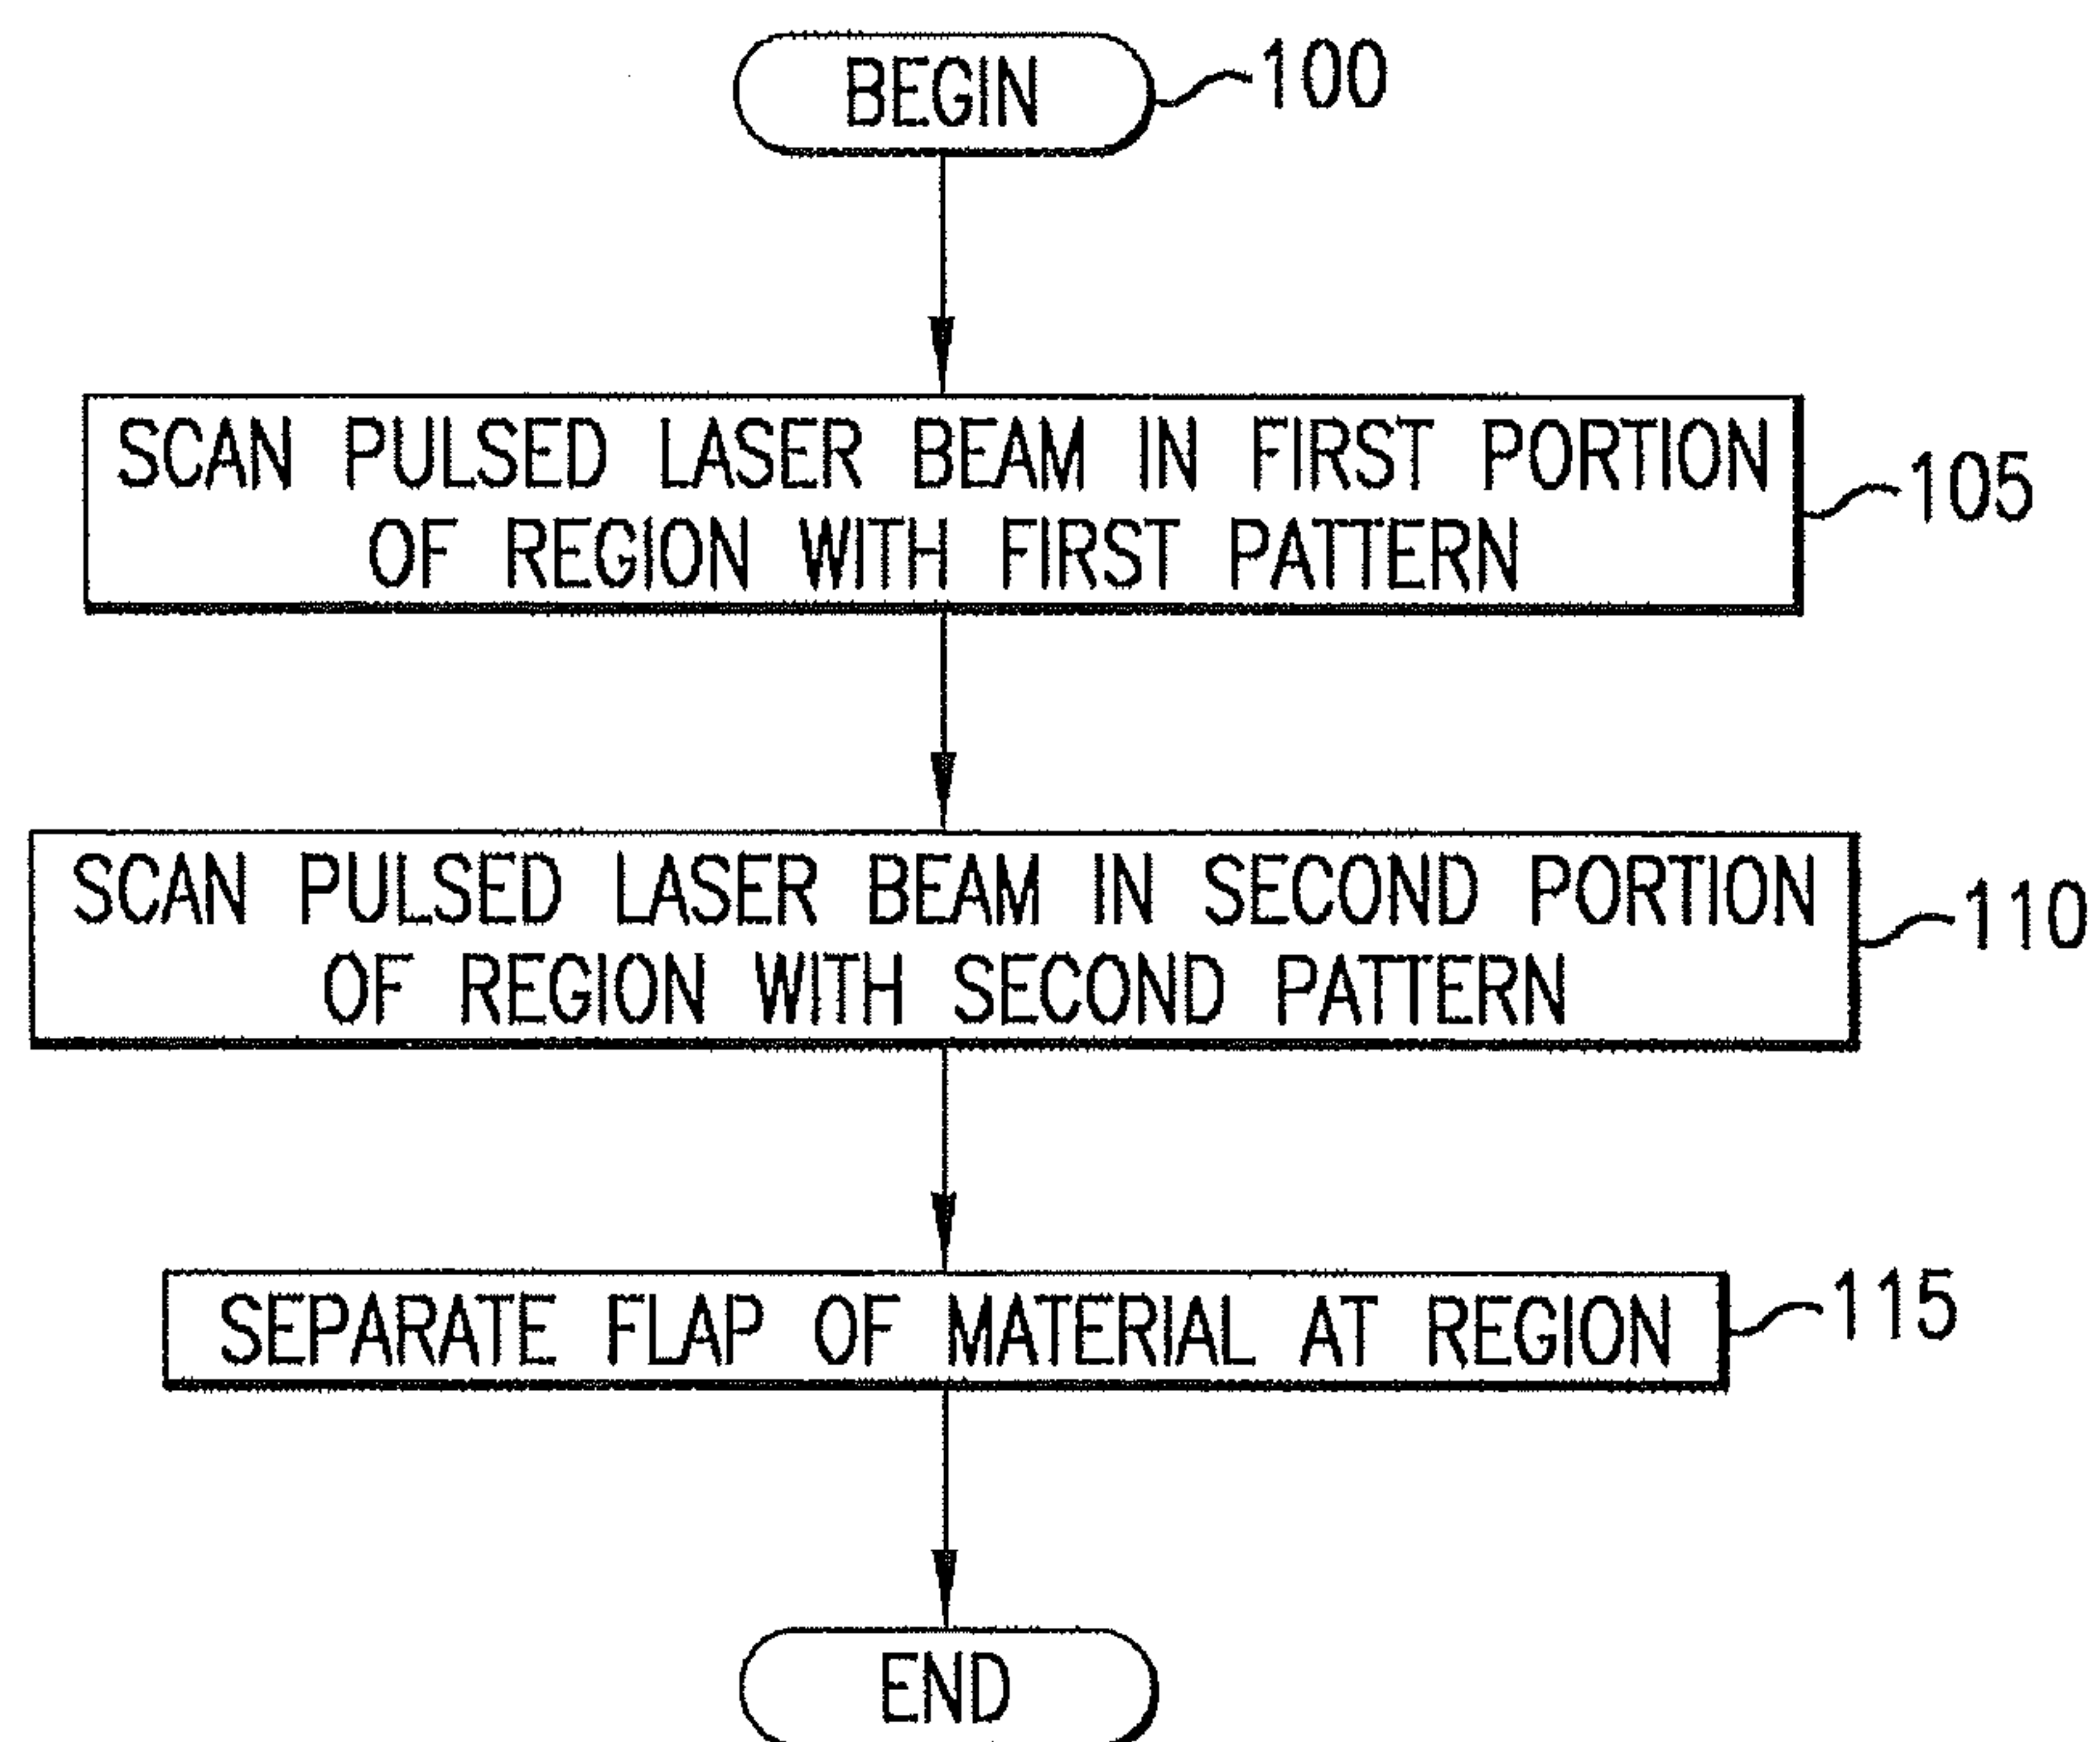 BEGIN
100
SCAN PULSED LASER BEAM IN FIRST PORTION
OF REGION WITH FIRST PATTERN
105
SCAN PULSED LASER BEAM IN SECOND PORTION
OF REGION WITH SECOND PATTERN
110
SEPARATE FLAP OF MATERIAL AT REGION
115
END